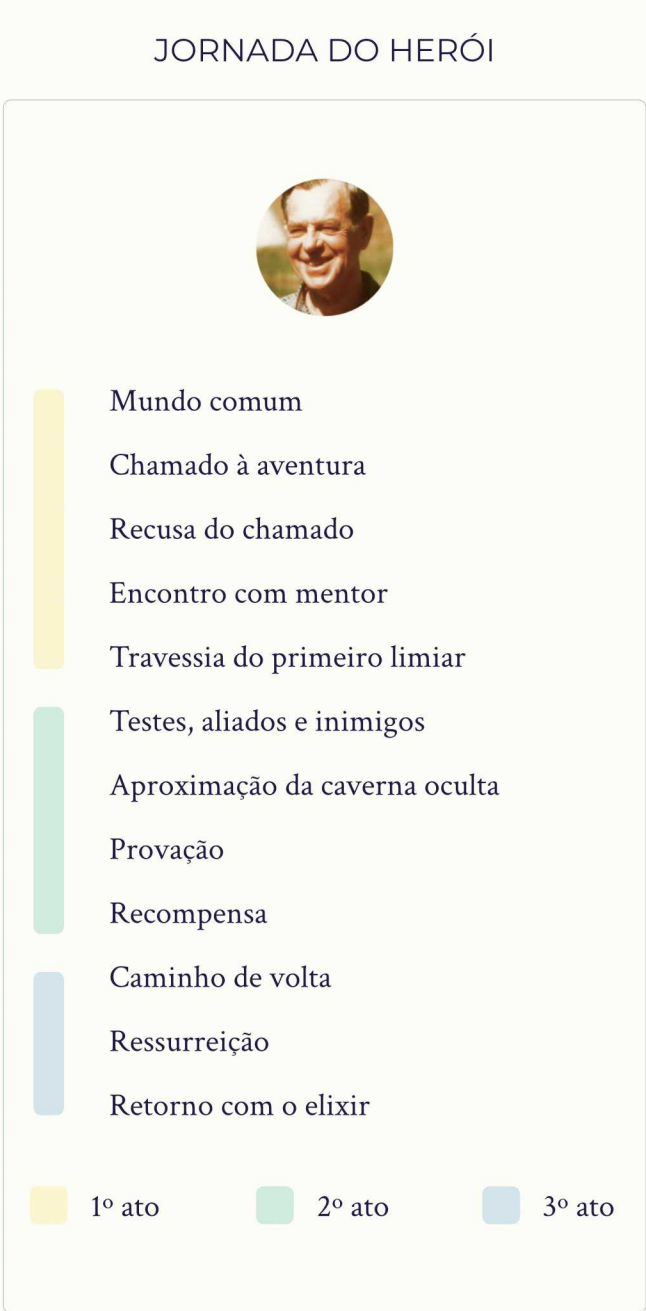 JORNADA DO HERÓI
Mundo comum
Chamado à aventura
Recusa do chamado
Encontro com mentor
Travessia do primeiro limiar
Testes, aliados e inimigos
Aproximação da caverna oculta
Provação
Recompensa
Caminho de volta
Ressurreição
Retorno com o elixir
1º ato
2º ato
3º ato